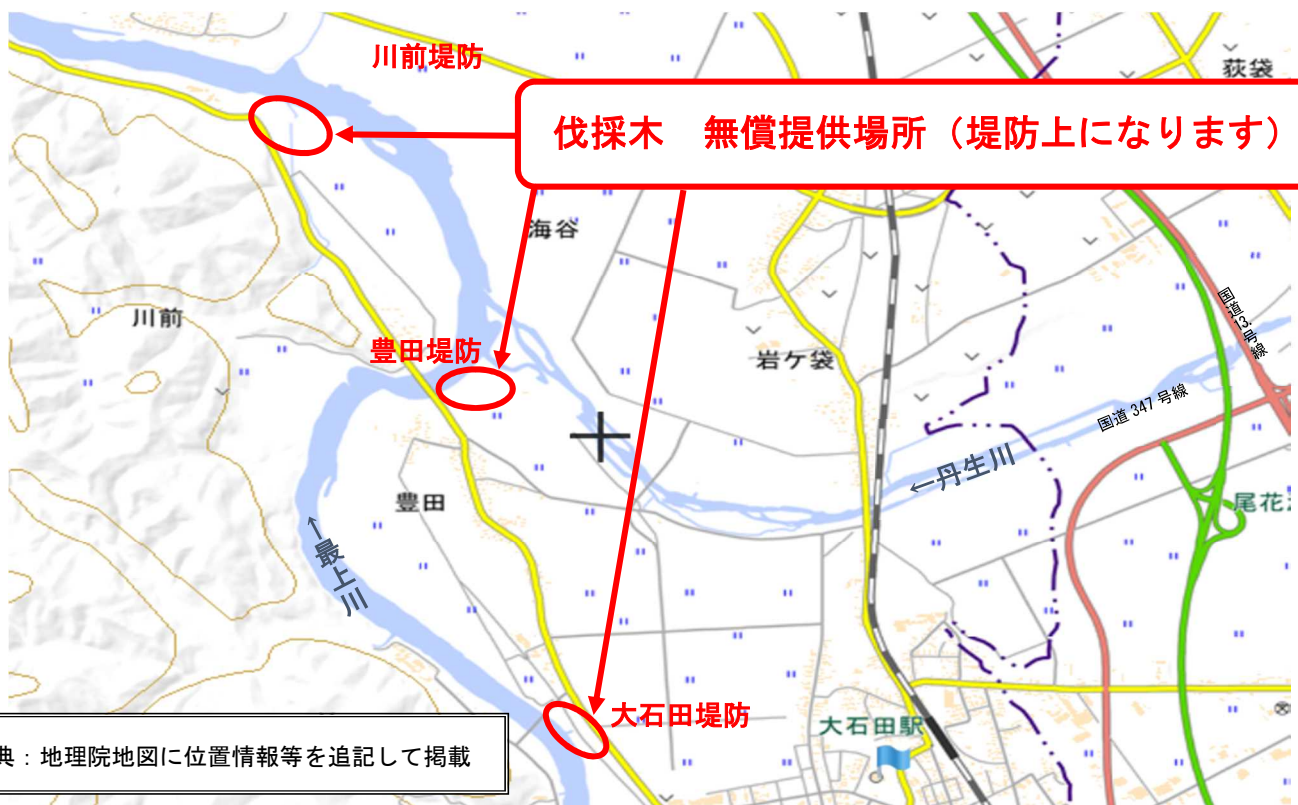 川前堤防
荻袋
伐採木　無償提供場所（堤防上になります）
海谷
国道13.号線
川前
豊田堤防
岩ケ袋
国道 347 号線
←丹生川
豊田
尾花
↑最上川
大石田堤防
大石田駅
典：地理院地図に位置情報等を追記して掲載